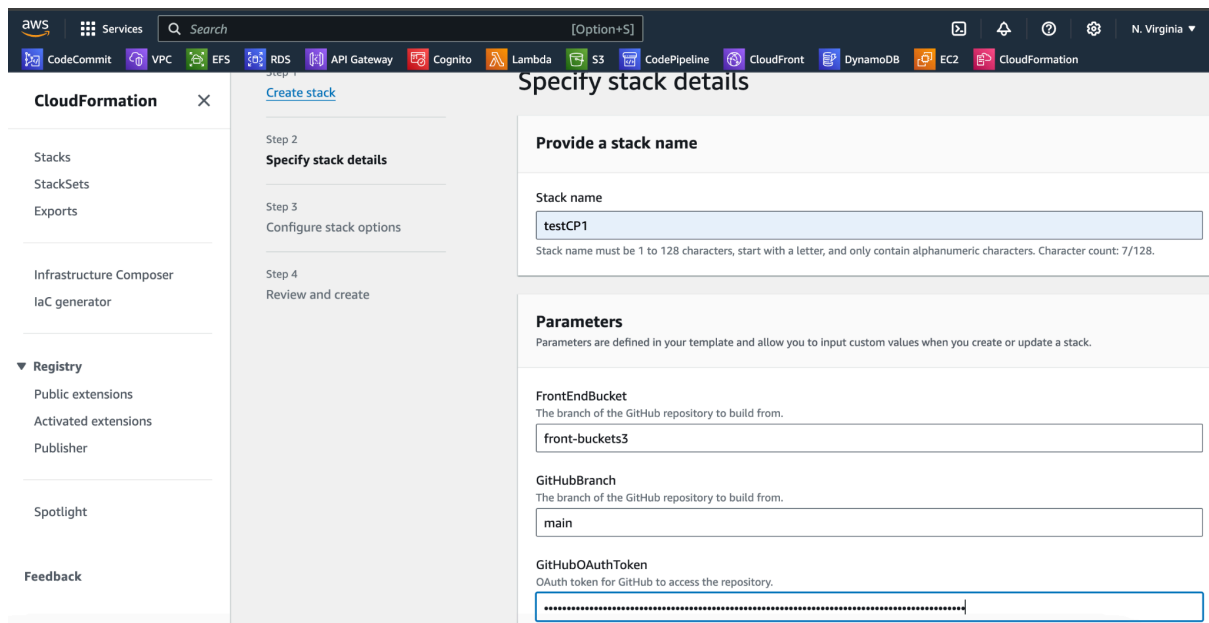 aws
Services
Search
[Option+S]
N. Virginia
CodeCommit
VPC
EFS
RDS
API Gateway
Cognito
Lambda
S3
CodePipeline
CloudFront
DynamoDB
EC2
CloudFormation
CloudFormation
Stacks
StackSets
Exports
Infrastructure Composer
IaC generator
Registry
Public extensions
Activated extensions
Publisher
Spotlight
Feedback
Step 1
Create stack
Step 2
Specify stack details
Step 3
Configure stack options
Step 4
Review and create
Specify stack details
Provide a stack name
Stack name
testCP1
Stack name must be 1 to 128 characters, start with a letter, and only contain alphanumeric characters. Character count: 7/128.
Parameters
Parameters are defined in your template and allow you to input custom values when you create or update a stack.
FrontEndBucket
The branch of the GitHub repository to build from.
front-buckets3
GitHubBranch
The branch of the GitHub repository to build from.
main
GitHubOAuthToken
OAuth token for GitHub to access the repository.